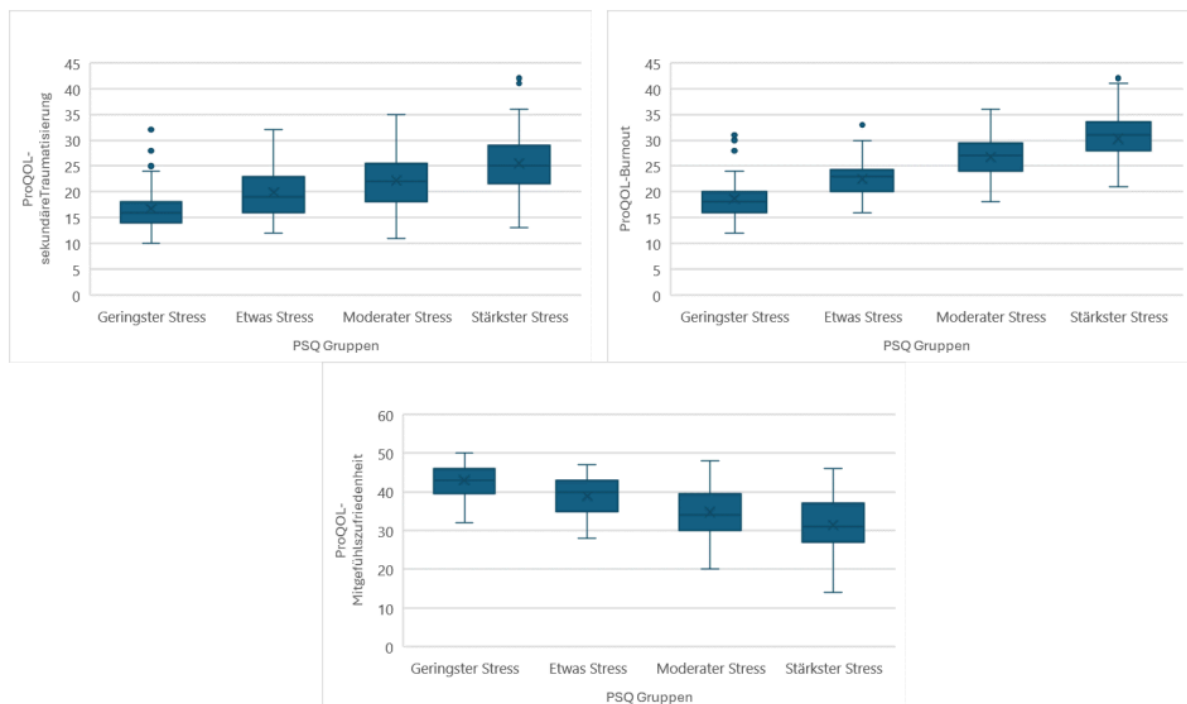 45
40
35
30
25
20
15
10
5
0
ProQOL-
sekundäreTraumatisierung
Geringster Stress Etwas Stress Moderater Stress Stärkster Stress
PSQ Gruppen
45
40
35
30
25
20
15
10
5
0
ProQOL-Burnout
Geringster Stress Etwas Stress Moderater Stress Stärkster Stress
PSQ Gruppen
60
50
40
30
20
10
0
ProQOL-
Mitgefühlszufriedenheit
Geringster Stress Etwas Stress Moderater Stress Stärkster Stress
PSQ Gruppen